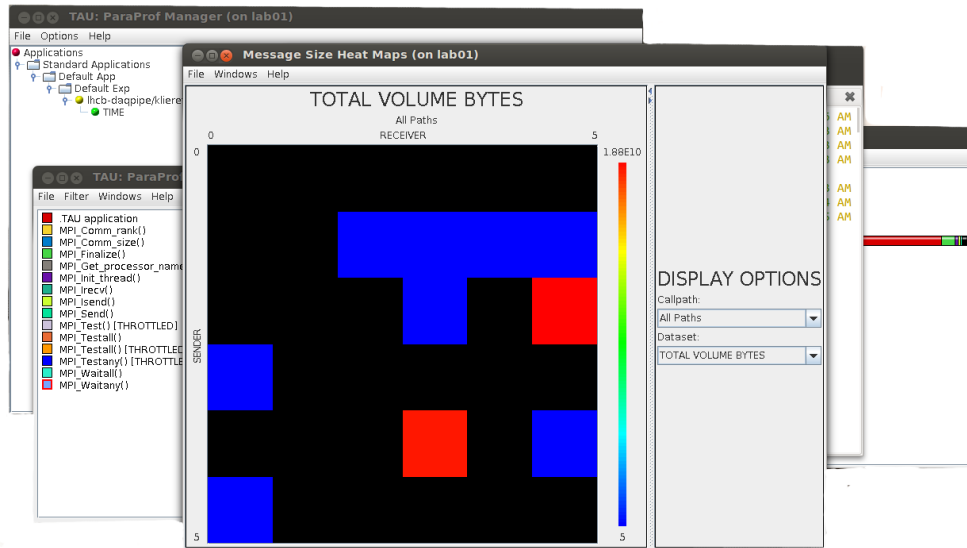 TAU: ParaProf Manager (on lab01)
File Options Help
Applications
Standard Applications
Default App
Default Exp
lhcb-daqpipe/kliere
TIME
TAU: ParaProf
File Filter Windows Help
.TAU application
MPI_Comm_rank()
MPI_Comm_size()
MPI_Finalize()
MPI_Get_processor_name
MPI_Init_thread()
MPI_Irecv()
MPI_Isend()
MPI_Send()
MPI_Test() [THROTTLED]
MPI_Testall()
MPI_Testall() [THROTTLED
MPI_Testany() [THROTTLE
MPI_Waitall()
MPI_Waitany()
Message Size Heat Maps (on lab01)
File Windows Help
TOTAL VOLUME BYTES
All Paths
RECEIVER
0 5
0
SENDER
5
1.88E10
5
DISPLAY OPTIONS
Callpath:
All Paths
Dataset:
TOTAL VOLUME BYTES
AM
AM
AM
AM
AM
AM
AM